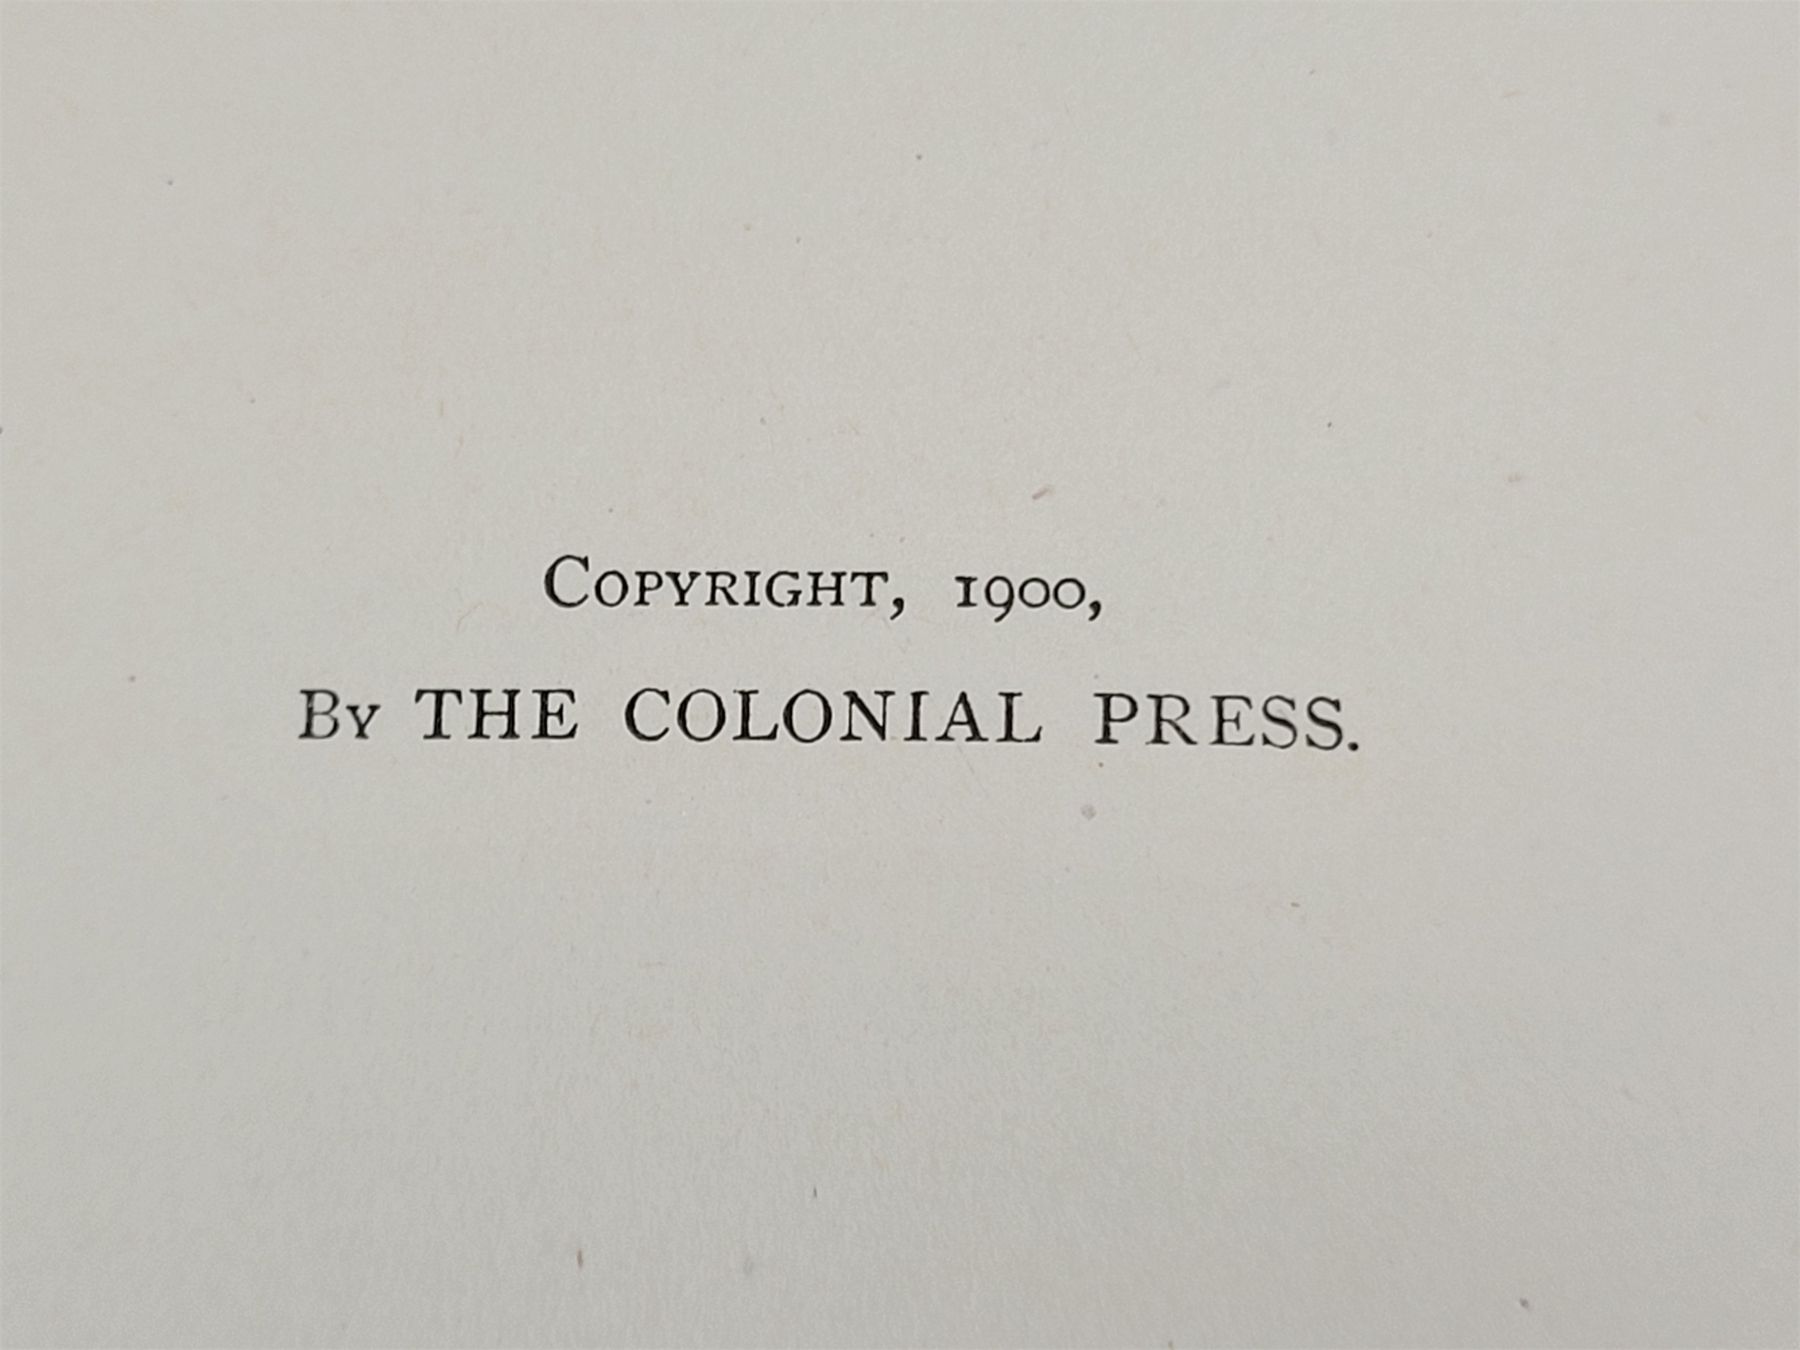 Copyright, 1900,
By THE COLONIAL PRESS.